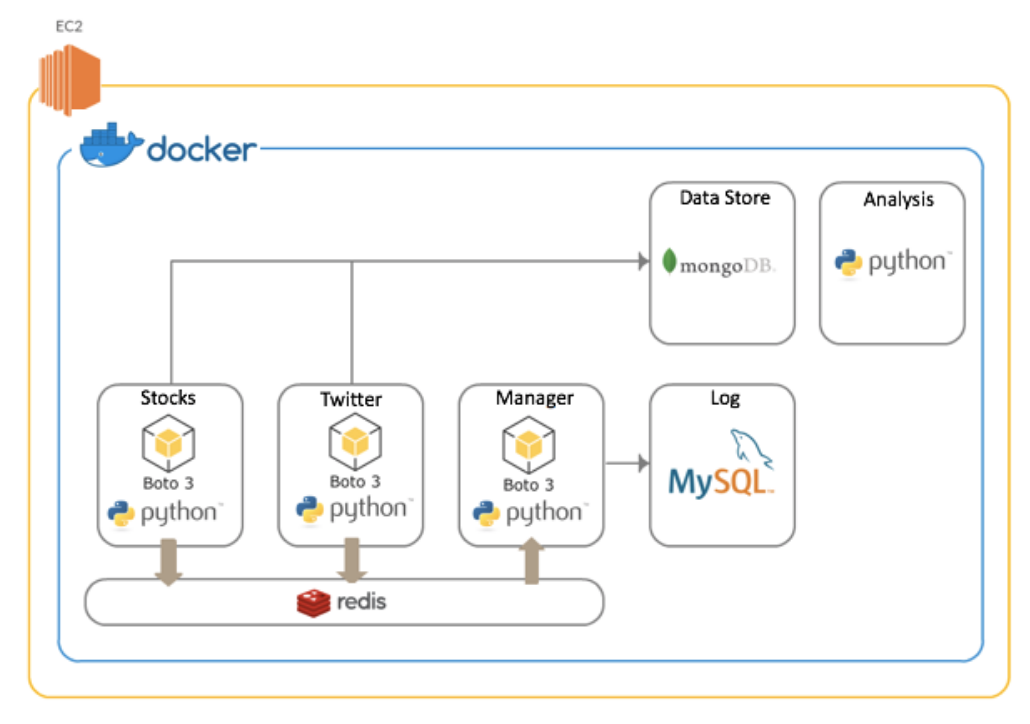 EC2
docker
Data Store
Analysis
mongoDB.
python™
Stocks
Twitter
Manager
Log
Boto 3
Boto 3
Boto 3
MySQL™
python™
python™
python™
redis